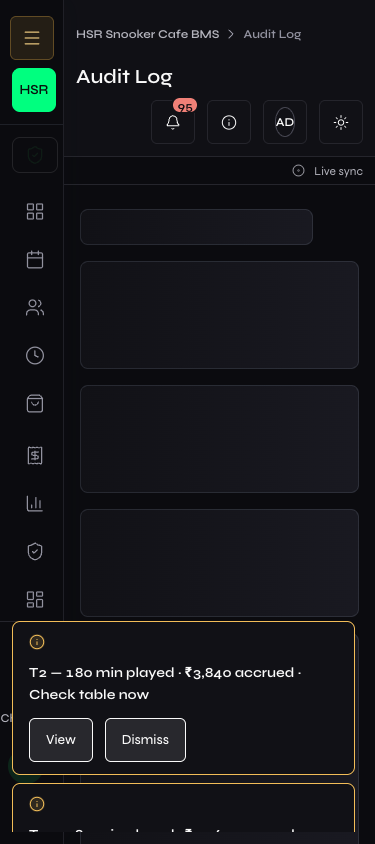 HSR Snooker Cafe BMS > Audit Log
HSR
Audit Log
95
AD
Live sync
T2 — 180 min played · ₹3,840 accrued ·
Check table now
View
Dismiss